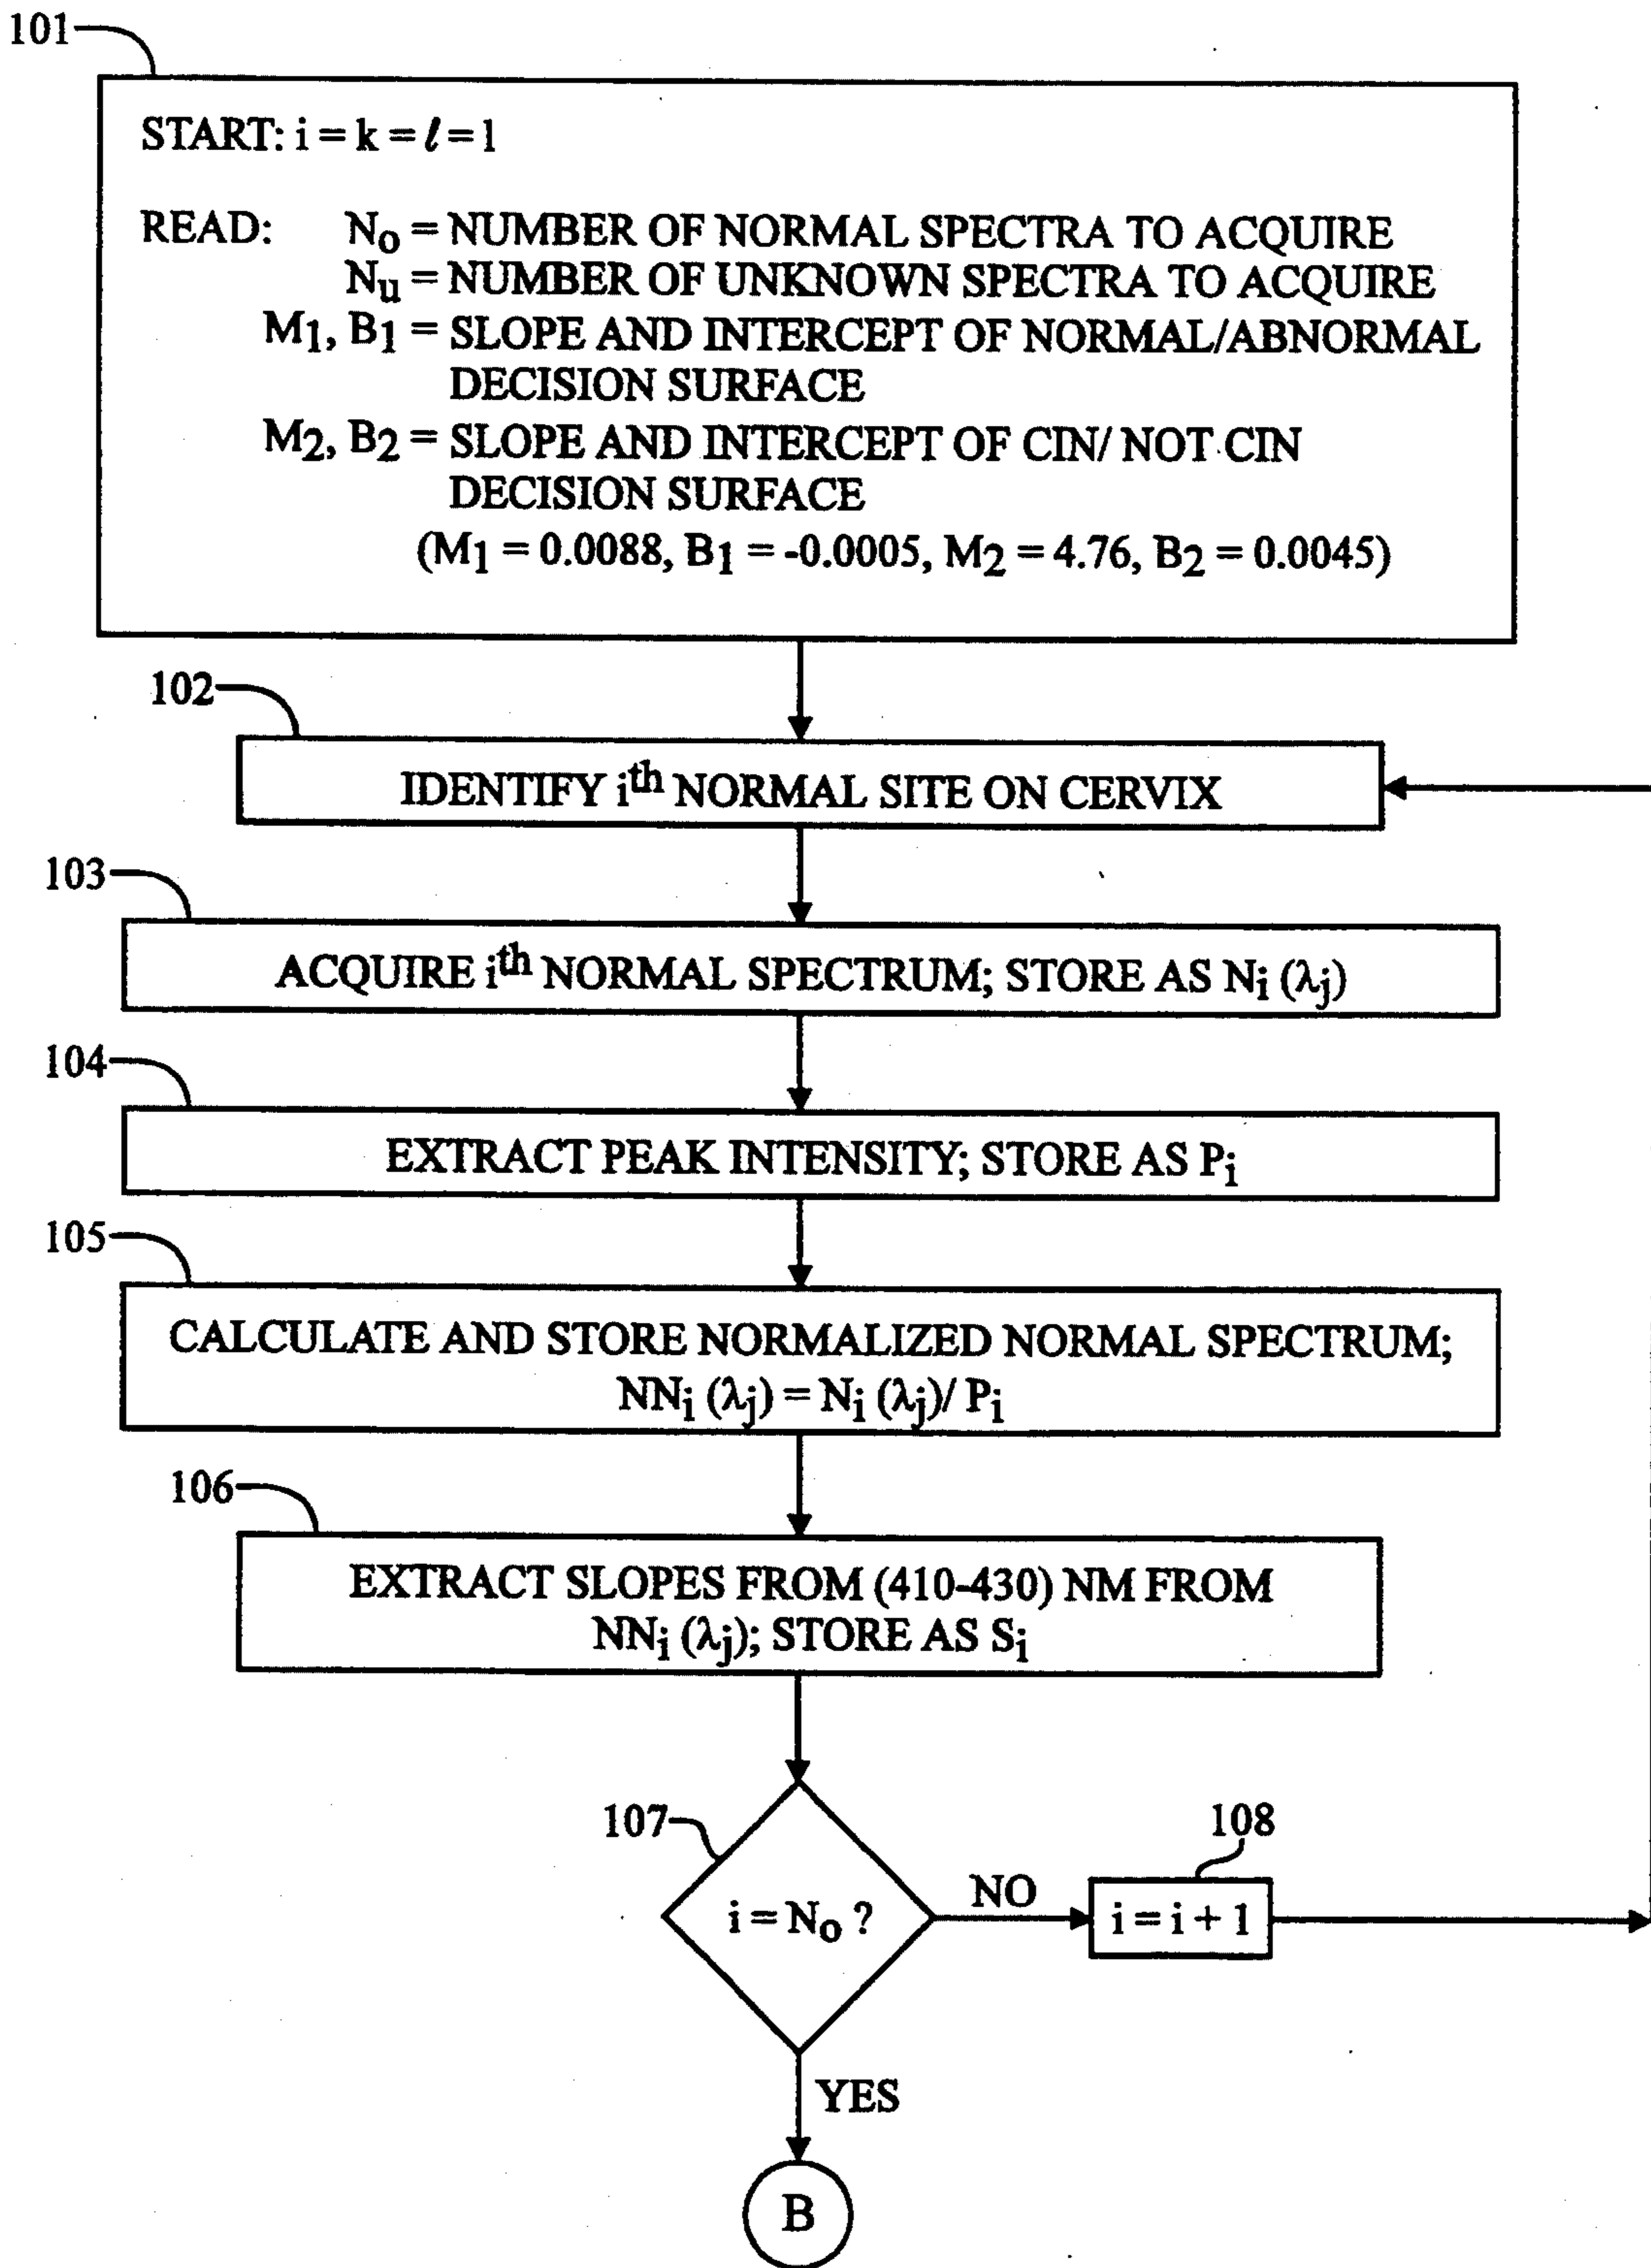 101
START: i = k = ℓ = 1
READ: N₀ = NUMBER OF NORMAL SPECTRA TO ACQUIRE
Nᵤ = NUMBER OF UNKNOWN SPECTRA TO ACQUIRE
M₁, B₁ = SLOPE AND INTERCEPT OF NORMAL/ABNORMAL
DECISION SURFACE
M₂, B₂ = SLOPE AND INTERCEPT OF CIN/ NOT CIN
DECISION SURFACE
(M₁ = 0.0088, B₁ = -0.0005, M₂ = 4.76, B₂ = 0.0045)
102
IDENTIFY iᵗʰ NORMAL SITE ON CERVIX
103
ACQUIRE iᵗʰ NORMAL SPECTRUM; STORE AS Nᵢ (λⱼ)
104
EXTRACT PEAK INTENSITY; STORE AS Pᵢ
105
CALCULATE AND STORE NORMALIZED NORMAL SPECTRUM;
NNᵢ (λⱼ) = Nᵢ (λⱼ)/ Pᵢ
106
EXTRACT SLOPES FROM (410-430) NM FROM
NNᵢ (λⱼ); STORE AS Sᵢ
107
i = N₀ ?
NO
108
i = i + 1
YES
B